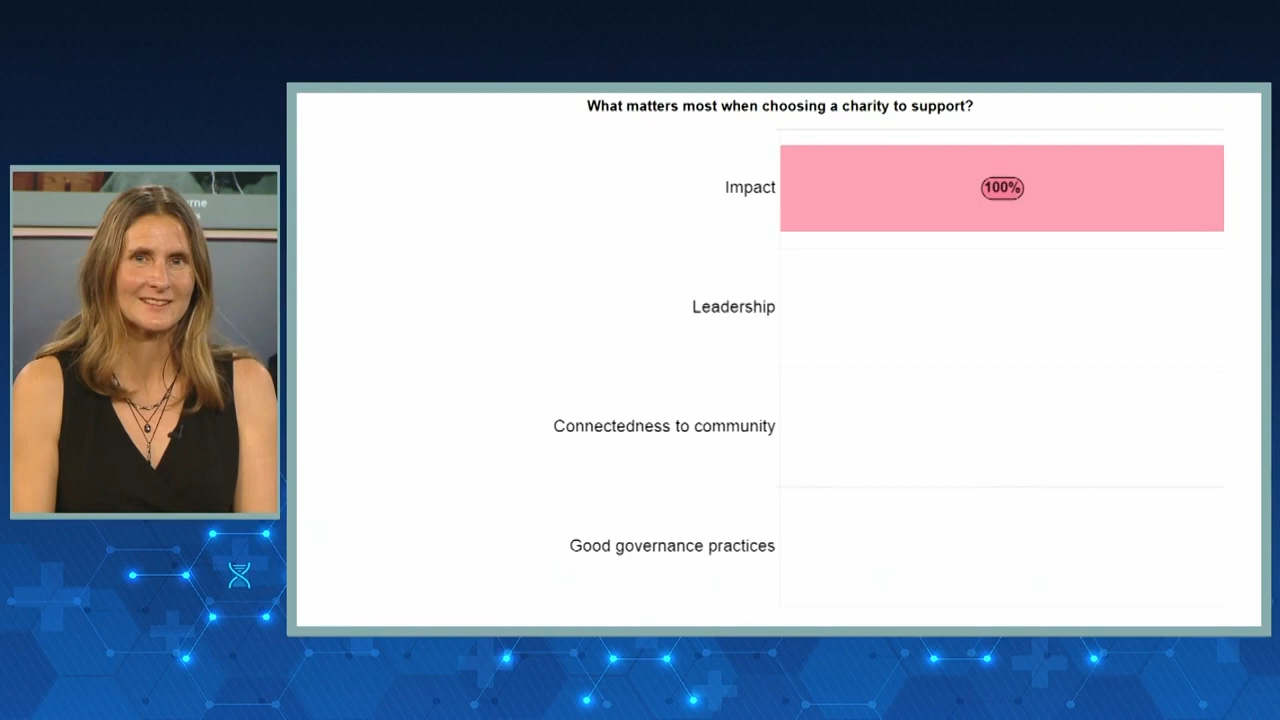 What matters most when choosing a charity to support?
Impact
100%
Leadership
Connectedness to community
Good governance practices